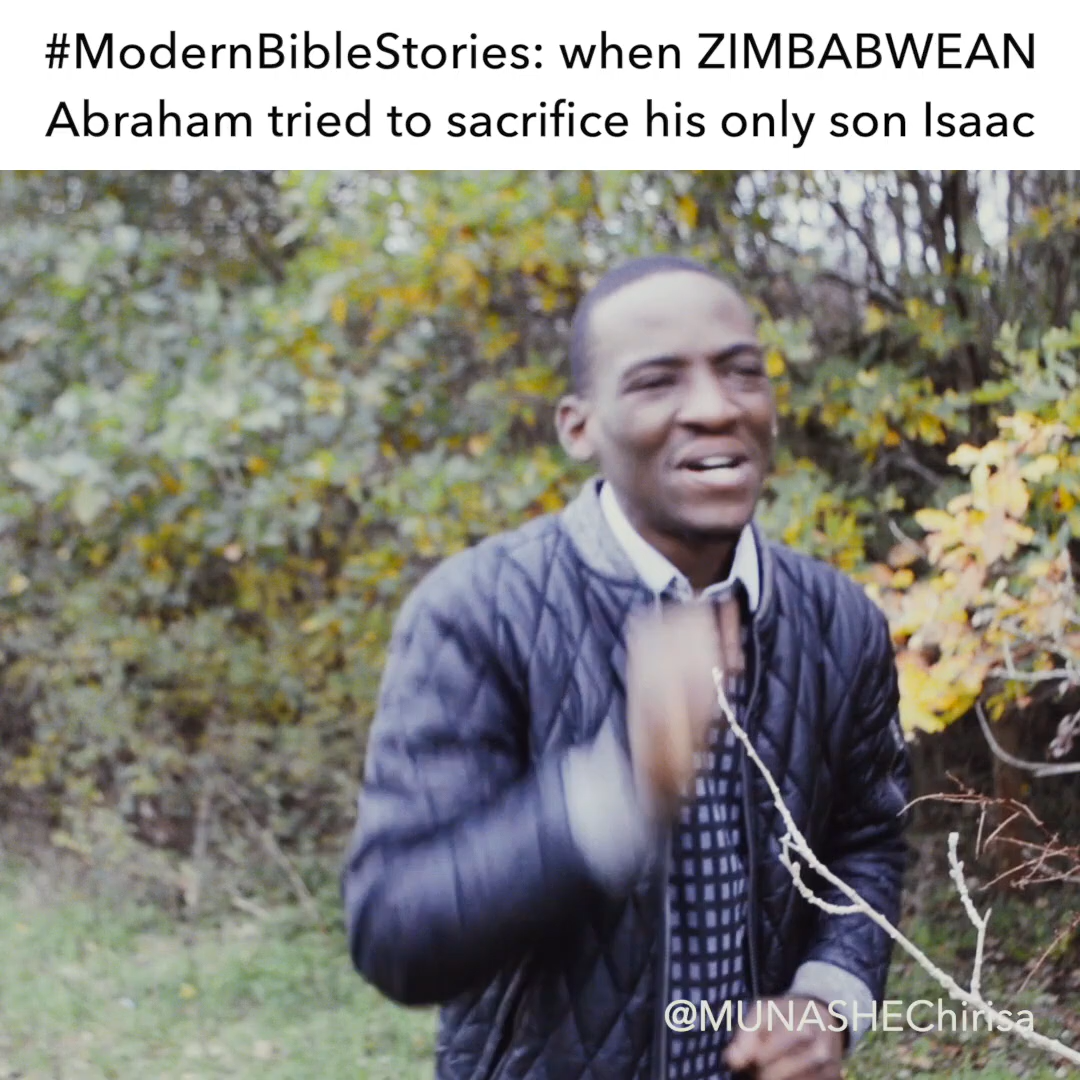 #ModernBibleStories: when ZIMBABWEAN
Abraham tried to sacrifice his only son Isaac
@MUNASHEChirisa